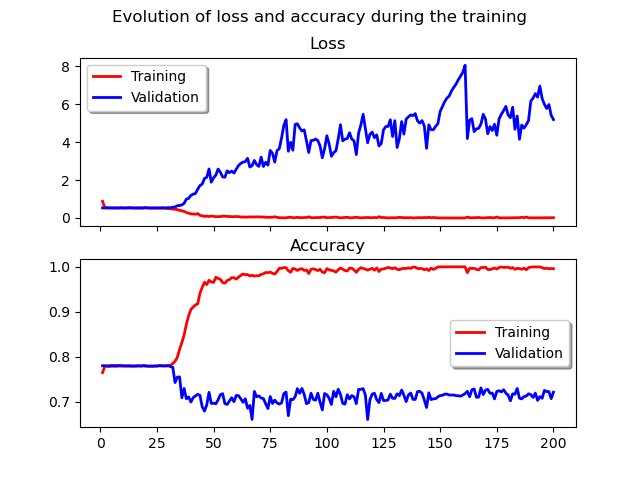 Evolution of loss and accuracy during the training
Loss
8
6
4
2
0
Training
Validation
Accuracy
1.0
0.9
0.8
0.7
Training
Validation
0 25 50 75 100 125 150 175 200